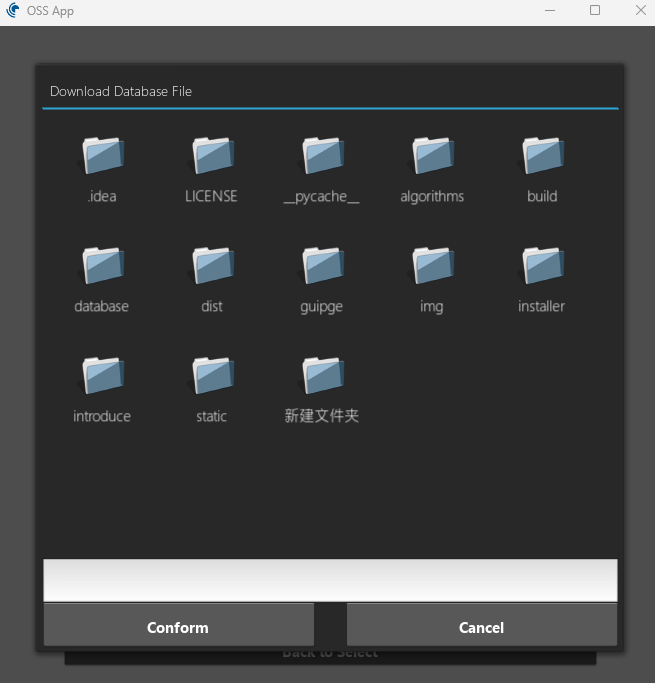 OSS App
Download Database File
.idea
LICENSE
__pycache__
algorithms
build
database
dist
guipge
img
installer
introduce
static
新建文件夹
Conform
Cancel
Back to Select